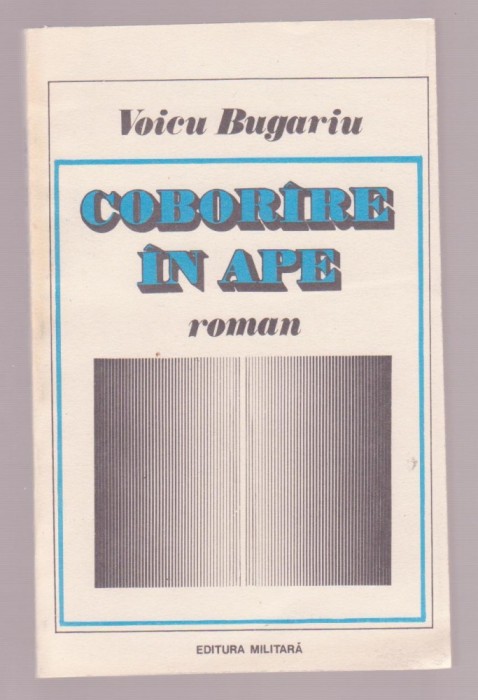 Voicu Bugariu
COBORÎRE
ÎN APE
roman
EDITURA MILITARĂ